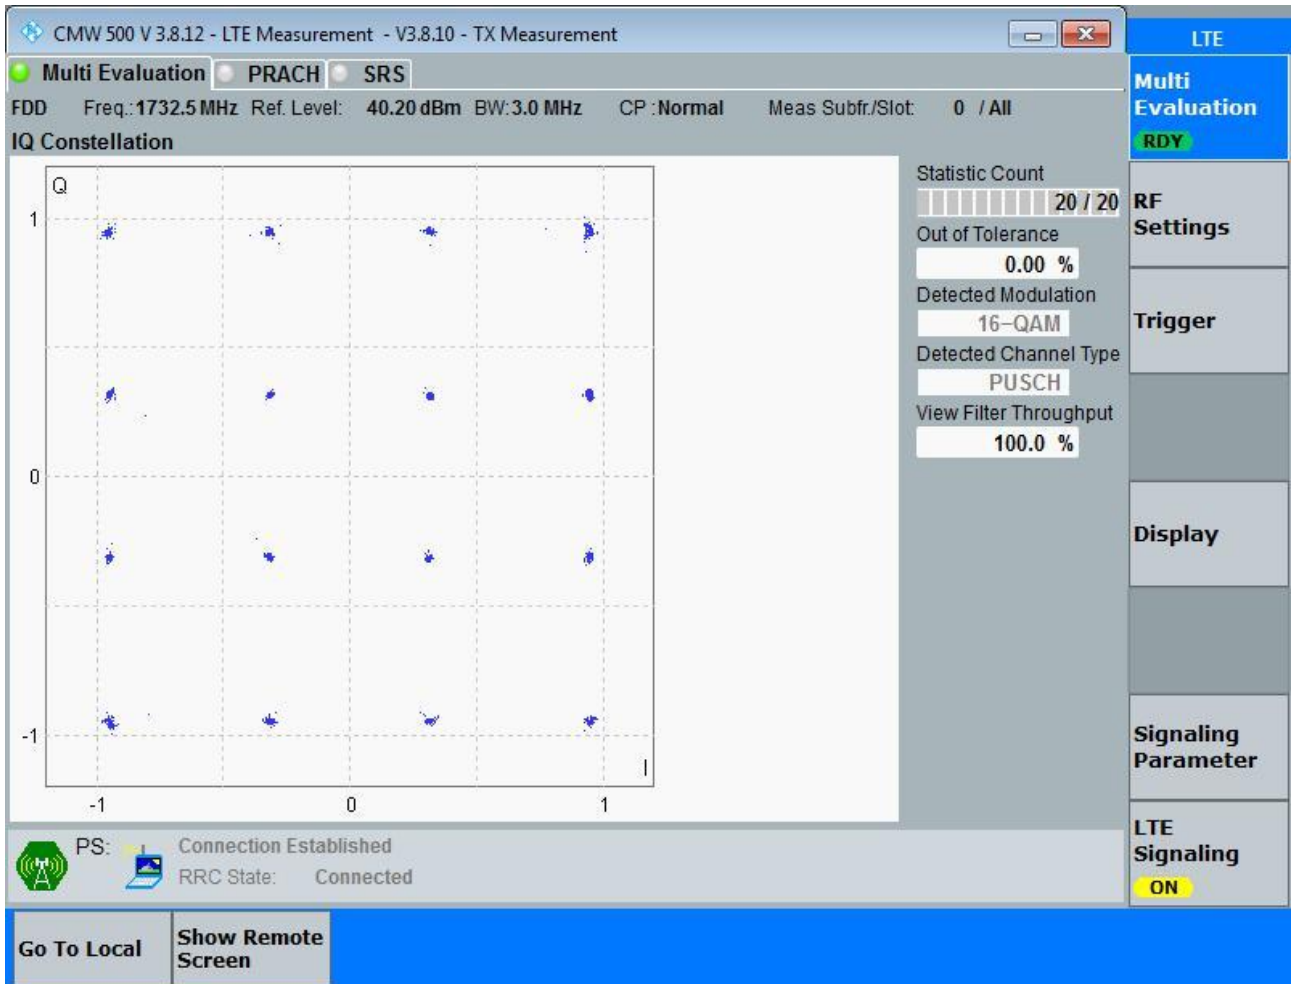 CMW 500 V 3.8.12 - LTE Measurement - V3.8.10 - TX Measurement
LTE
Multi Evaluation PRACH SRS
FDD Freq.:1732.5 MHz Ref. Level: 40.20 dBm BW:3.0 MHz CP :Normal Meas Subfr./Slot: 0 / All
IQ Constellation
Q
1
0
-1
-1 0 1
I
Statistic Count
20 / 20
Out of Tolerance
0.00 %
Detected Modulation
16-QAM
Detected Channel Type
PUSCH
View Filter Throughput
100.0 %
Multi
Evaluation
RDY
RF
Settings
Trigger
Display
Signaling
Parameter
LTE
Signaling
ON
PS: Connection Established
RRC State: Connected
Go To Local
Show Remote
Screen